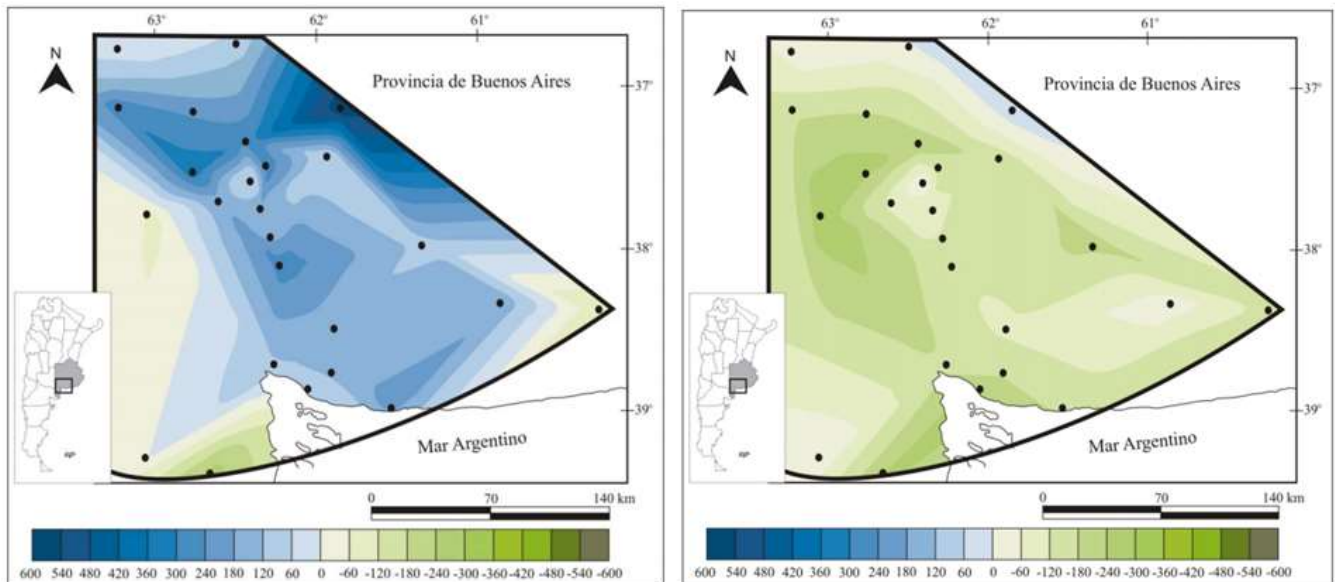 63° 62° 61°
N
Provincia de Buenos Aires
37°
38°
39°
Mar Argentino
0 70 140 km
600 540 480 420 360 300 240 180 120 60 0 -60 -120 -180 -240 -300 -360 -420 -480 -540 -600
63° 62° 61°
N
Provincia de Buenos Aires
37°
38°
39°
Mar Argentino
0 70 140 km
600 540 480 420 360 300 240 180 120 60 0 -60 -120 -180 -240 -300 -360 -420 -480 -540 -600